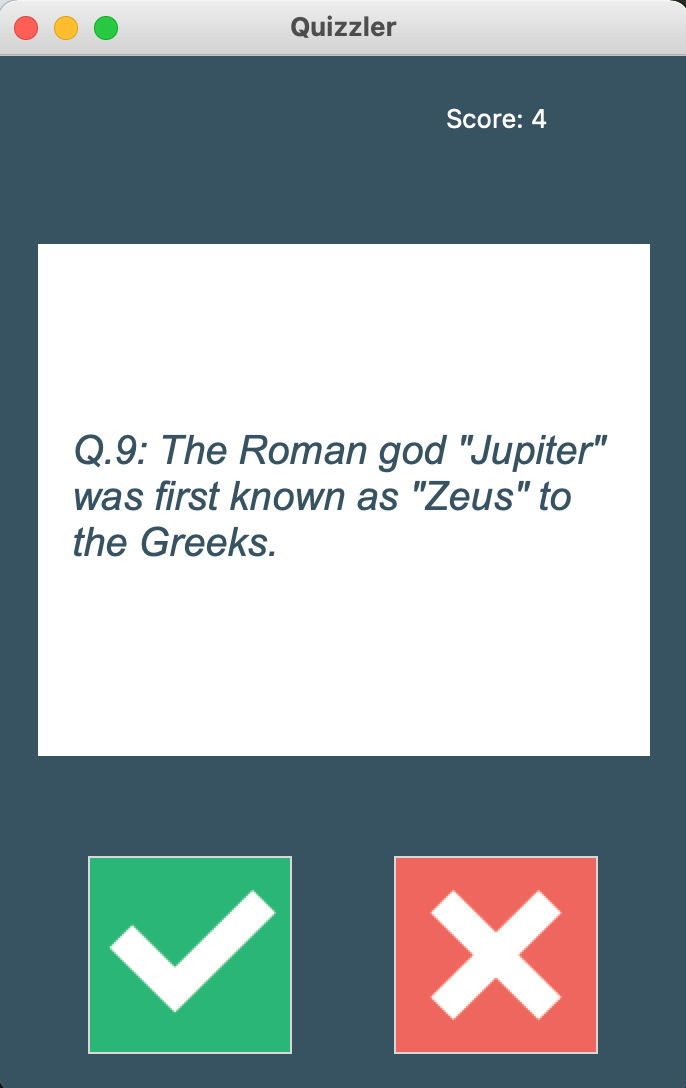 Quizzler
Score: 4
Q.9: The Roman god "Jupiter"
was first known as "Zeus" to
the Greeks.